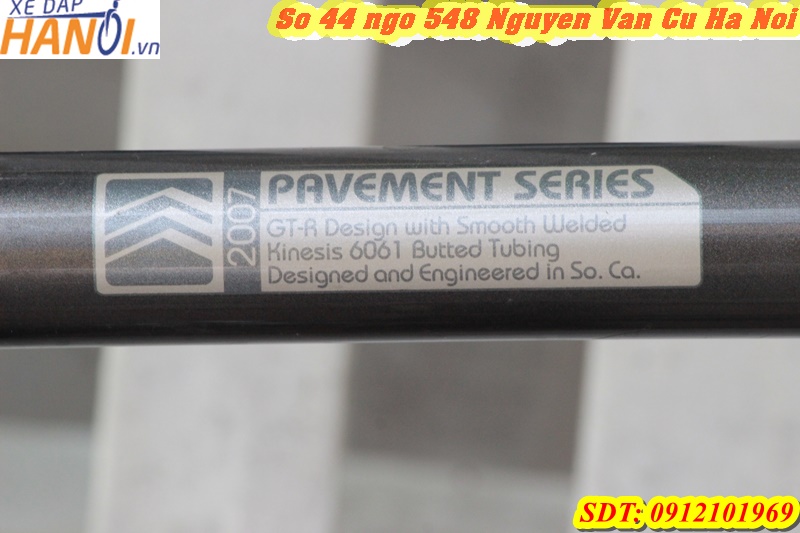 XE ĐẠP
HANOI.vn
So 44 ngo 548 Nguyen Van Cu Ha Noi
2007
PAVEMENT SERIES
GT-R Design with Smooth Welded
Kinesis 6061 Butted Tubing
Designed and Engineered in So. Ca.
SDT: 0912101969